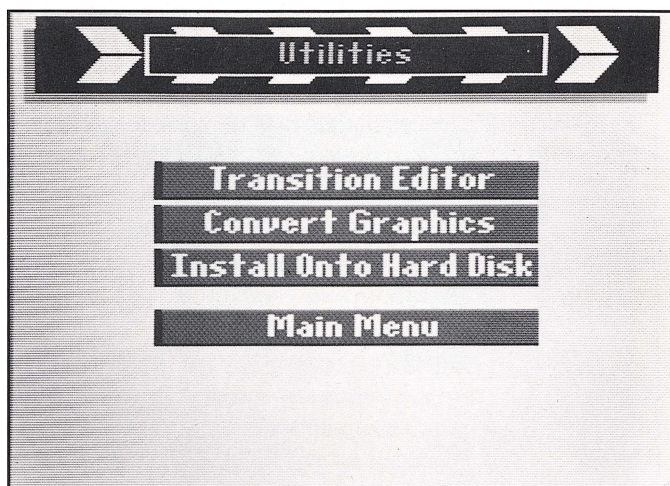 Utilities
Transition Editor
Convert Graphics
Install Onto Hard Disk
Main Menu